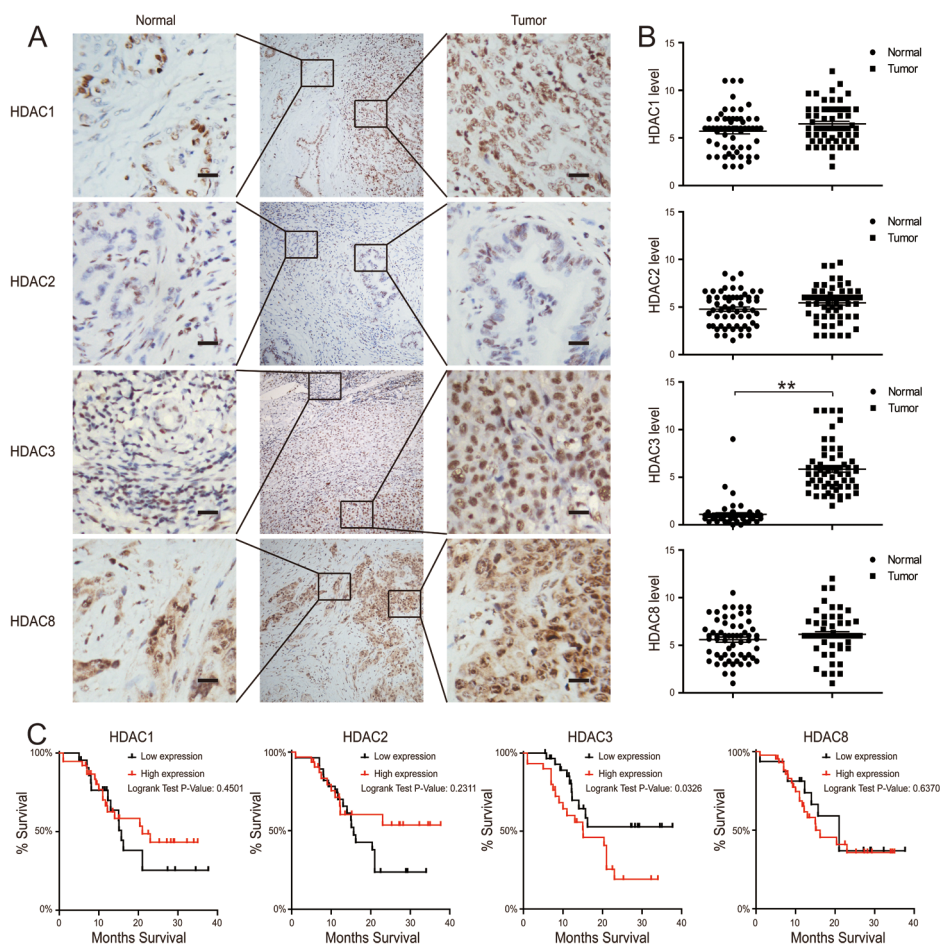 A
Normal
Tumor
HDAC1
HDAC2
HDAC3
HDAC8
B
HDAC1 level
15
10
5
0
Normal
Tumor
HDAC2 level
15
10
5
0
Normal
Tumor
HDAC3 level
15
10
5
0
**
Normal
Tumor
HDAC8 level
15
10
5
0
Normal
Tumor
C
HDAC1
% Survival
100%
50%
0%
Low expression
High expression
Logrank Test P-Value: 0.4501
0 10 20 30 40
Months Survival
HDAC2
% Survival
100%
50%
0%
Low expression
High expression
Logrank Test P-Value: 0.2311
0 10 20 30 40
Months Survival
HDAC3
% Survival
100%
50%
0%
Low expression
High expression
Logrank Test P-Value: 0.0326
0 10 20 30 40
Months Survival
HDAC8
% Survival
100%
50%
0%
Low expression
High expression
Logrank Test P-Value: 0.6370
0 10 20 30 40
Months Survival